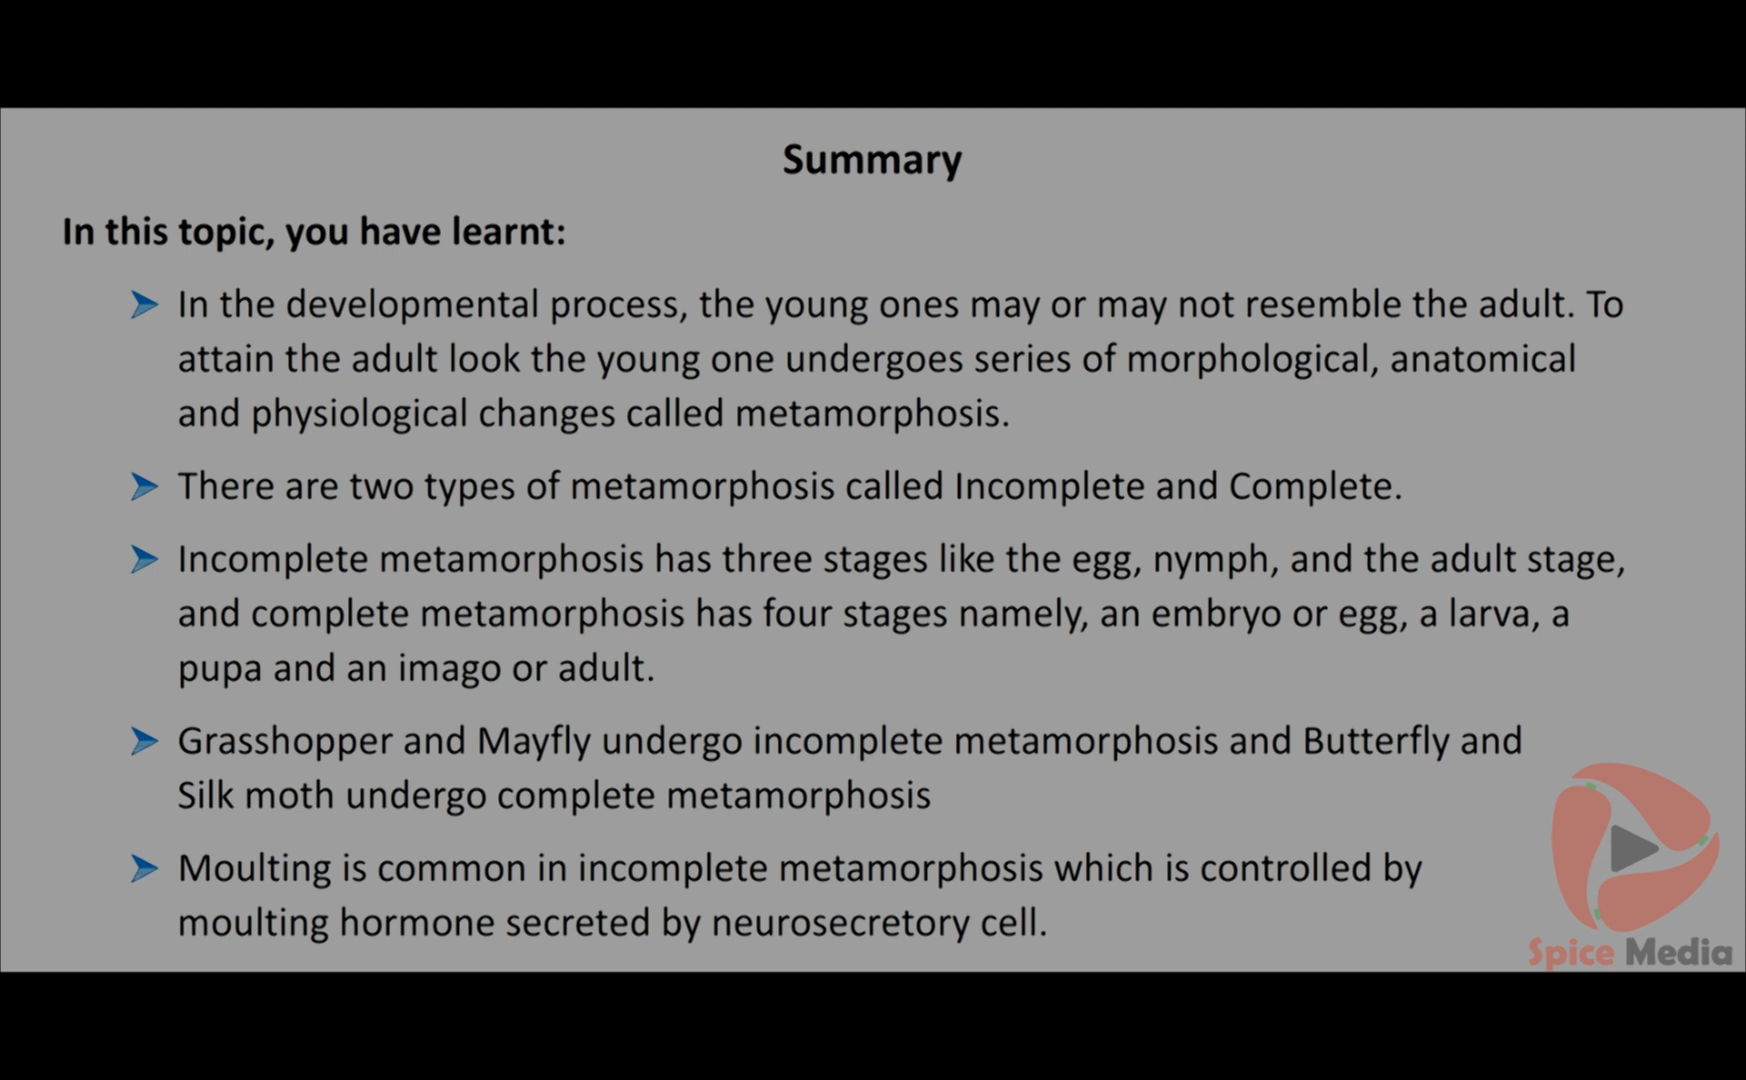 Summary
In this topic, you have learnt:
In the developmental process, the young ones may or may not resemble the adult. To
attain the adult look the young one undergoes series of morphological, anatomical
and physiological changes called metamorphosis.
There are two types of metamorphosis called Incomplete and Complete.
Incomplete metamorphosis has three stages like the egg, nymph, and the adult stage,
and complete metamorphosis has four stages namely, an embryo or egg, a larva, a
pupa and an imago or adult.
Grasshopper and Mayfly undergo incomplete metamorphosis and Butterfly and
Silk moth undergo complete metamorphosis
Moulting is common in incomplete metamorphosis which is controlled by
moulting hormone secreted by neurosecretory cell.
Spice Media